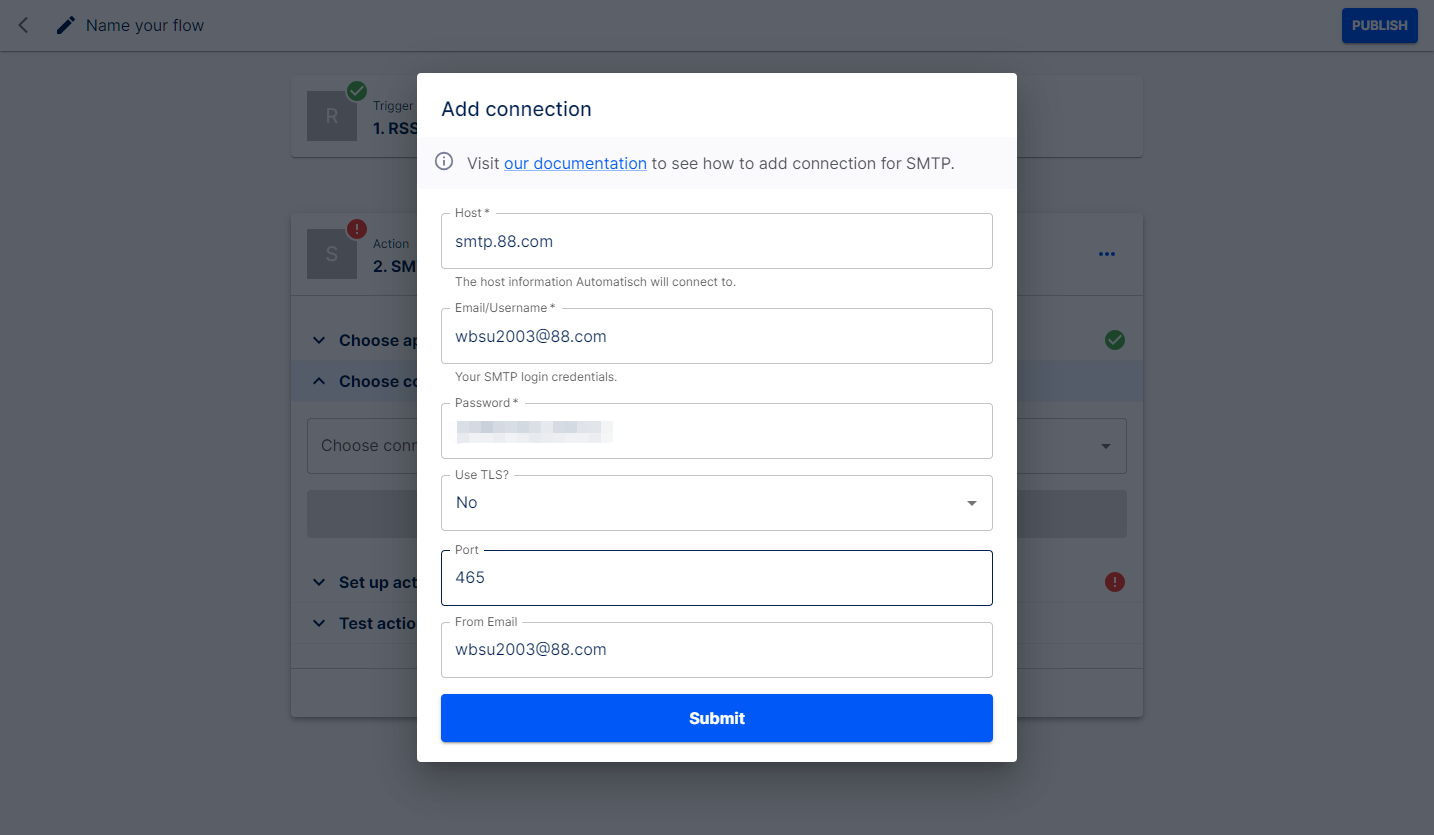 Name your flow
PUBLISH
R
Trigger
1. RSS
S
Action
2. SM
Choose ap
Choose co
Choose conn
Set up act
Test actio
Add connection
Visit our documentation to see how to add connection for SMTP.
Host *
smtp.88.com
The host information Automatisch will connect to.
Email/Username *
wbsu2003@88.com
Your SMTP login credentials.
Password *
Use TLS?
No
Port
465
From Email
wbsu2003@88.com
Submit